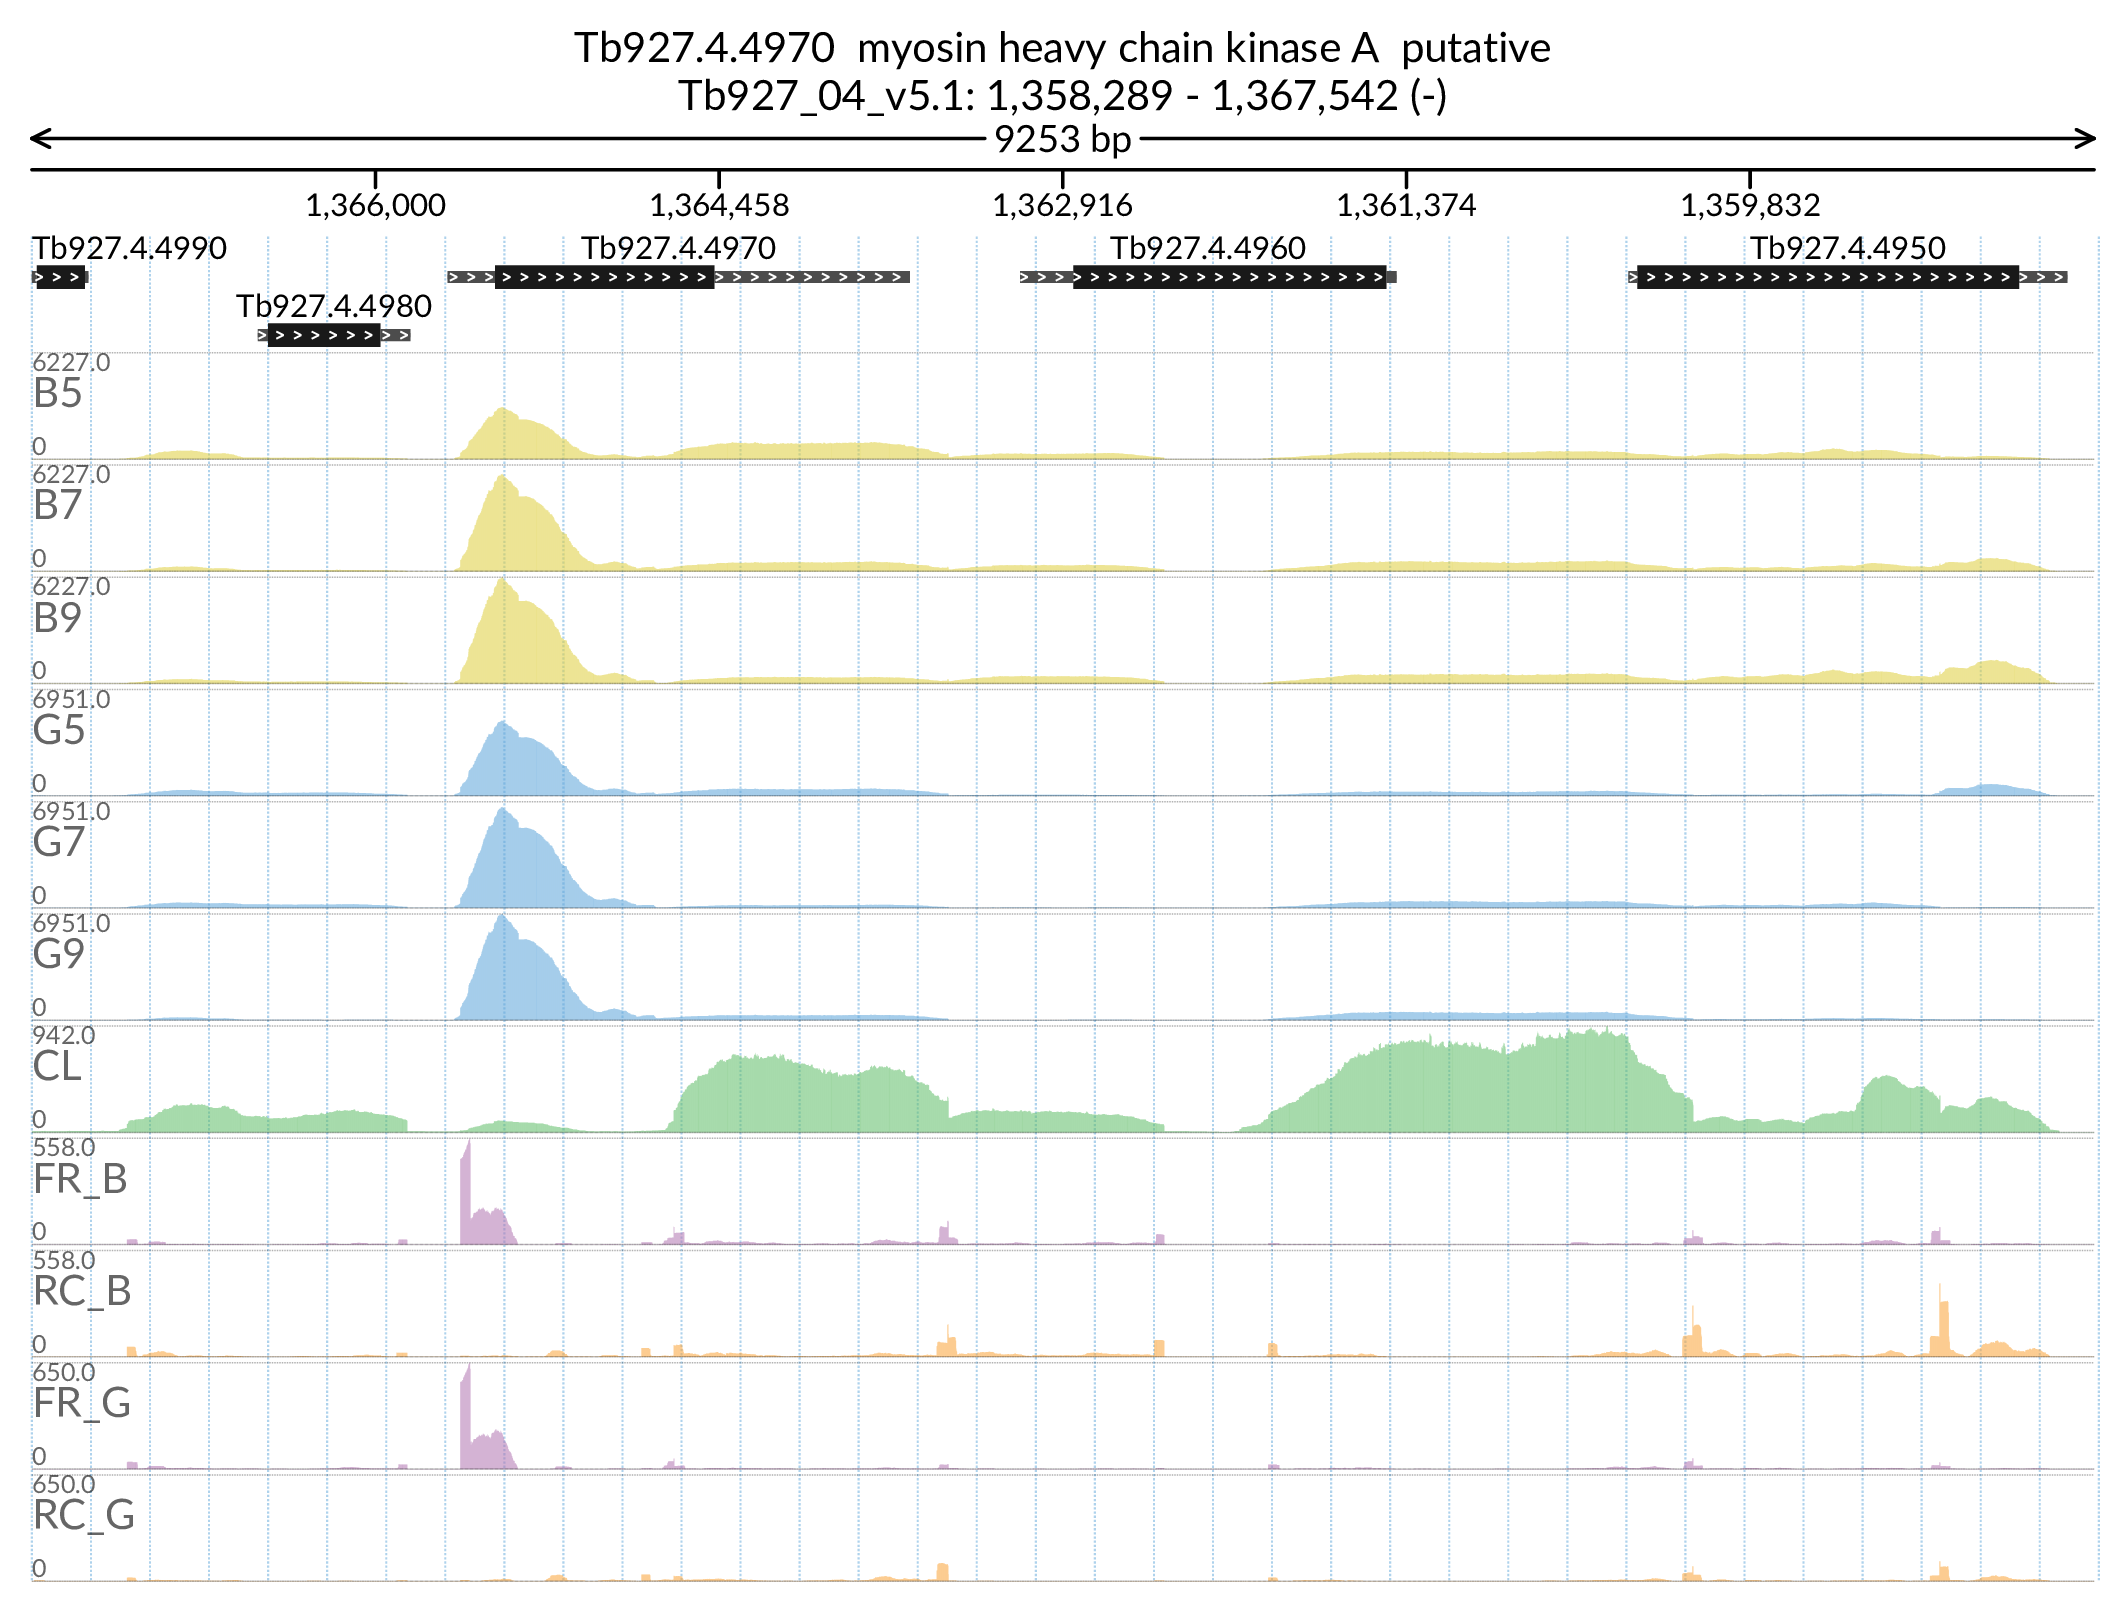 Tb927.4.4970  myosin heavy chain kinase A  putative
Tb927_04_v5.1: 1,358,289 - 1,367,542 (-)
9253 bp
1,366,000 1,364,458 1,362,916 1,361,374 1,359,832
Tb927.4.4990 Tb927.4.4970 Tb927.4.4960 Tb927.4.4950
Tb927.4.4980
6227.0
B5
0
6227.0
B7
0
6227.0
B9
0
6951.0
G5
0
6951.0
G7
0
6951.0
G9
0
942.0
CL
0
558.0
FR_B
0
558.0
RC_B
0
650.0
FR_G
0
650.0
RC_G
0